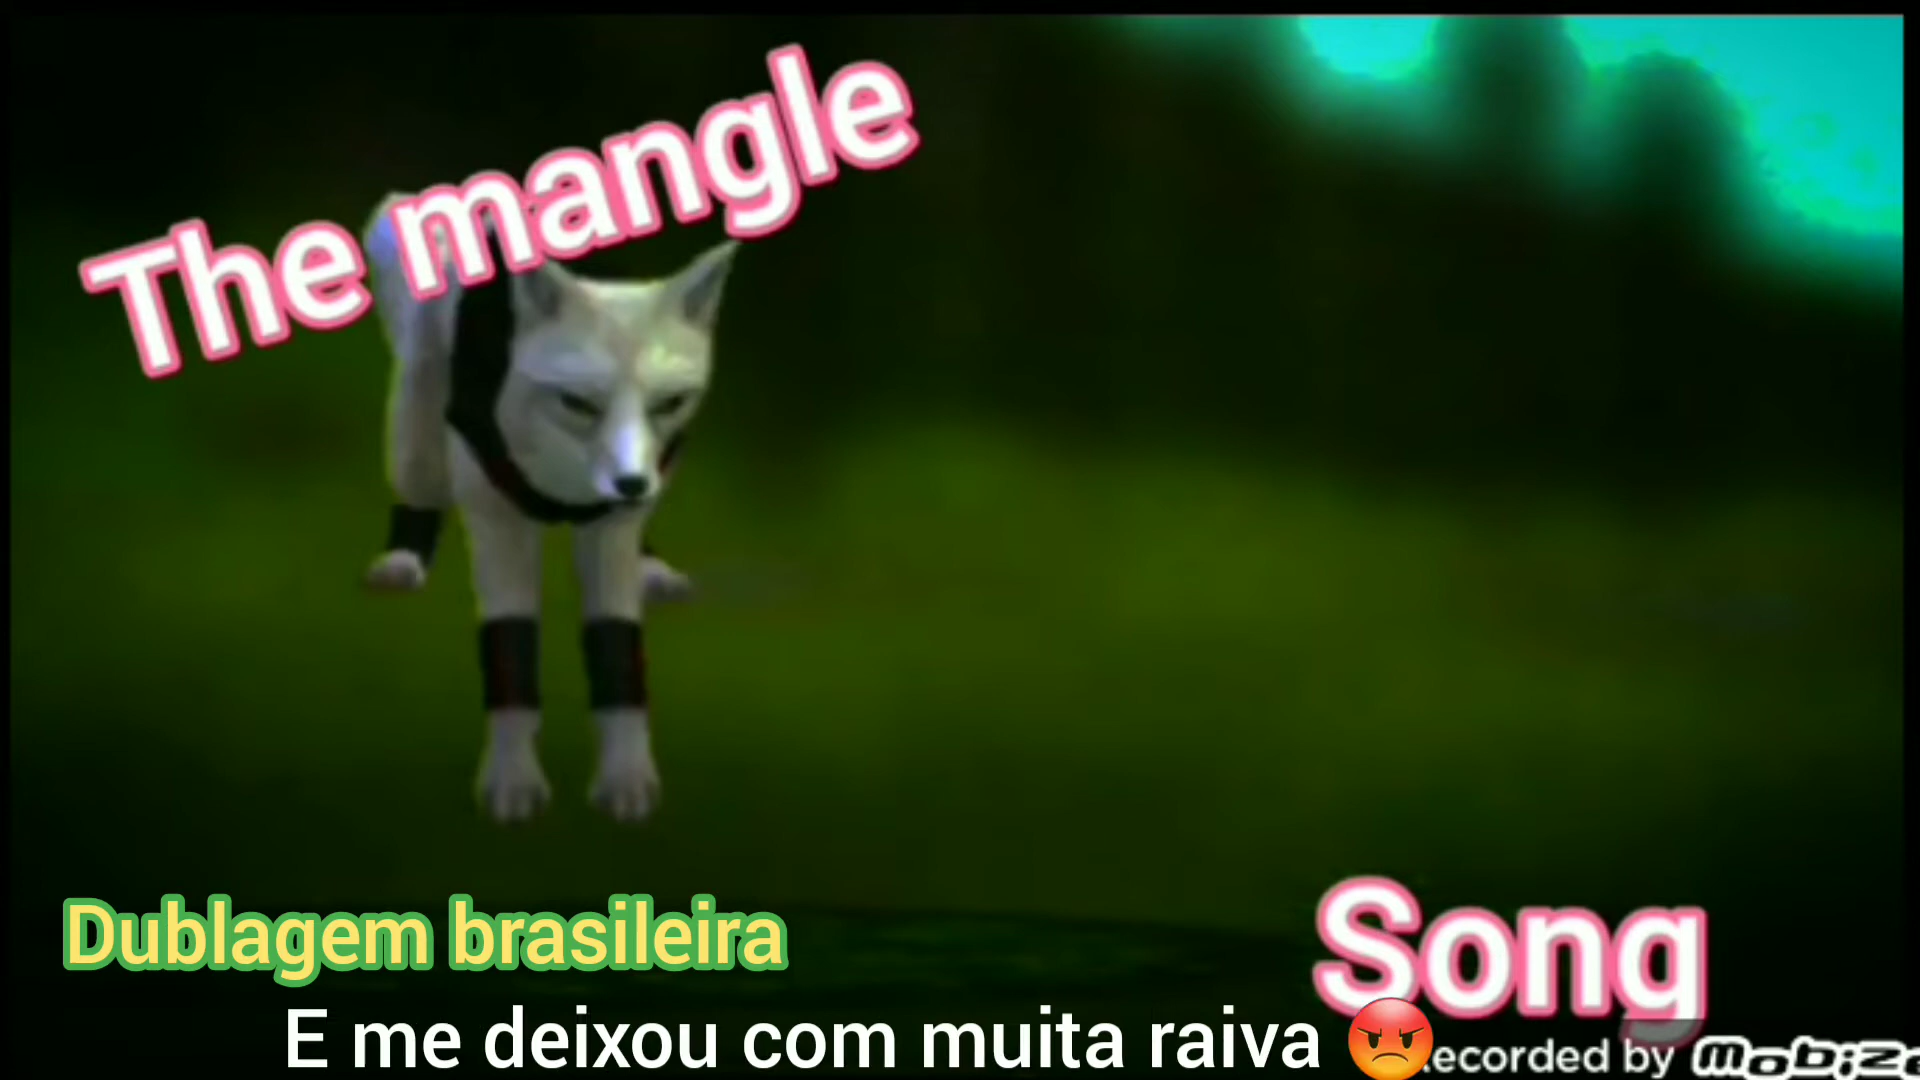 The mangle
Dublagem brasileira
Song
E me deixou com muita raiva 😡
ecorded by